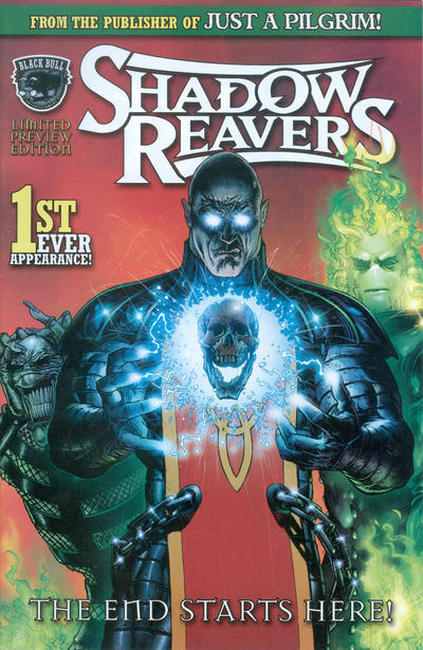 FROM THE PUBLISHER OF JUST A PILGRIM!
BLACK BULL
LIMITED
PREVIEW
EDITION
SHADOW
REAVERS
1ST
EVER
APPEARANCE!
THE END STARTS HERE!